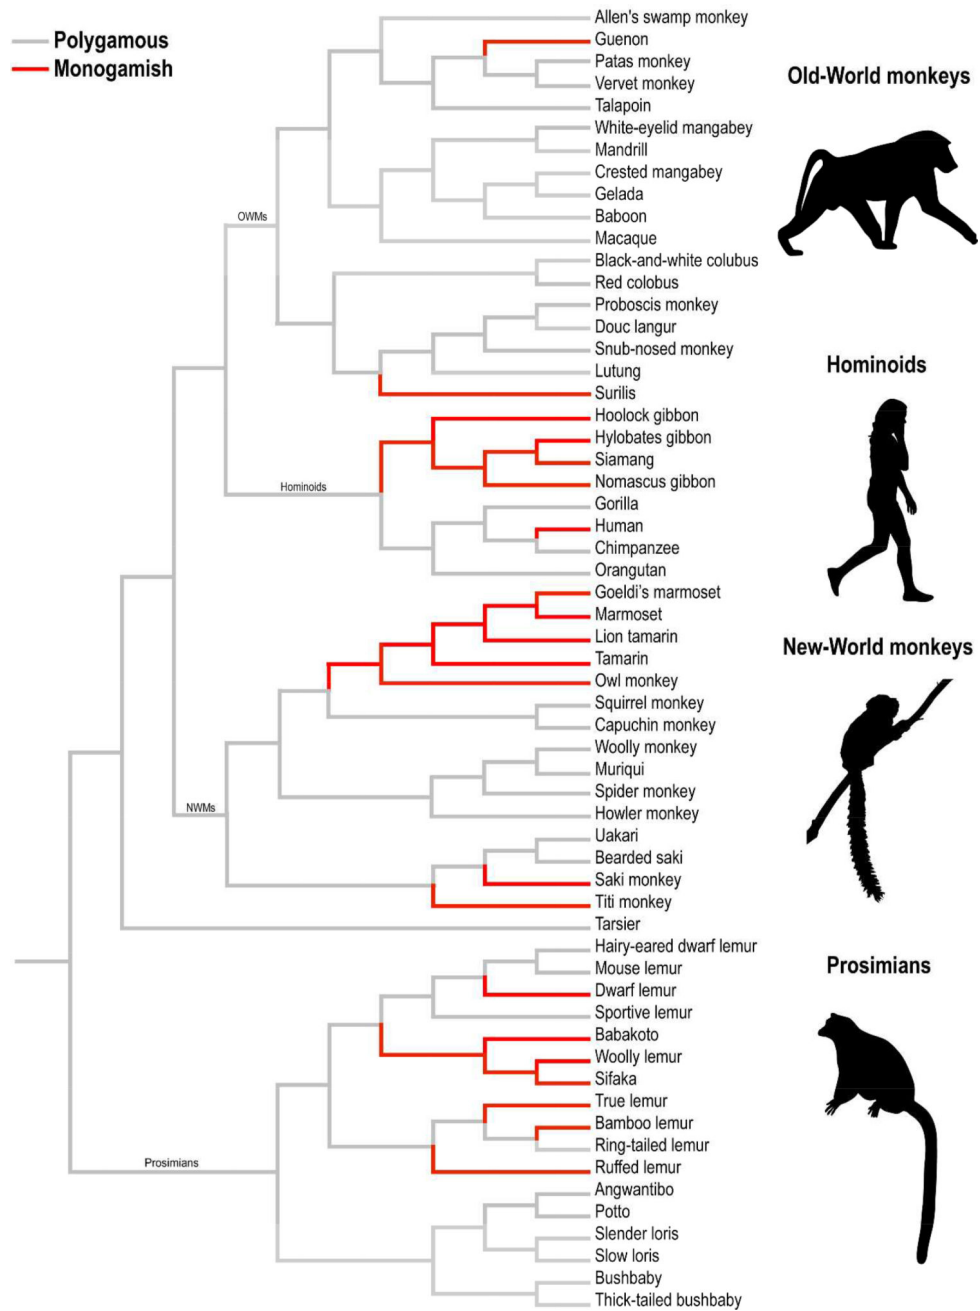 Polygamous
Monogamish
Allen's swamp monkey
Guenon
Patas monkey
Vervet monkey
Talapoin
White-eyelid mangabey
Mandrill
Crested mangabey
Gelada
Baboon
Macaque
Black-and-white colubus
Red colobus
Proboscis monkey
Douc langur
Snub-nosed monkey
Lutung
Surilis
Hoolock gibbon
Hylobates gibbon
Siamang
Nomascus gibbon
Gorilla
Human
Chimpanzee
Orangutan
Goeldi's marmoset
Marmoset
Lion tamarin
Tamarin
Owl monkey
Squirrel monkey
Capuchin monkey
Woolly monkey
Muriqui
Spider monkey
Howler monkey
Uakari
Bearded saki
Saki monkey
Titi monkey
Tarsier
Hairy-eared dwarf lemur
Mouse lemur
Dwarf lemur
Sportive lemur
Babakoto
Woolly lemur
Sifaka
True lemur
Bamboo lemur
Ring-tailed lemur
Ruffed lemur
Angwantibo
Potto
Slender loris
Slow loris
Bushbaby
Thick-tailed bushbaby
OWMs
Hominoids
NWMs
Prosimians
Old-World monkeys
Hominoids
New-World monkeys
Prosimians